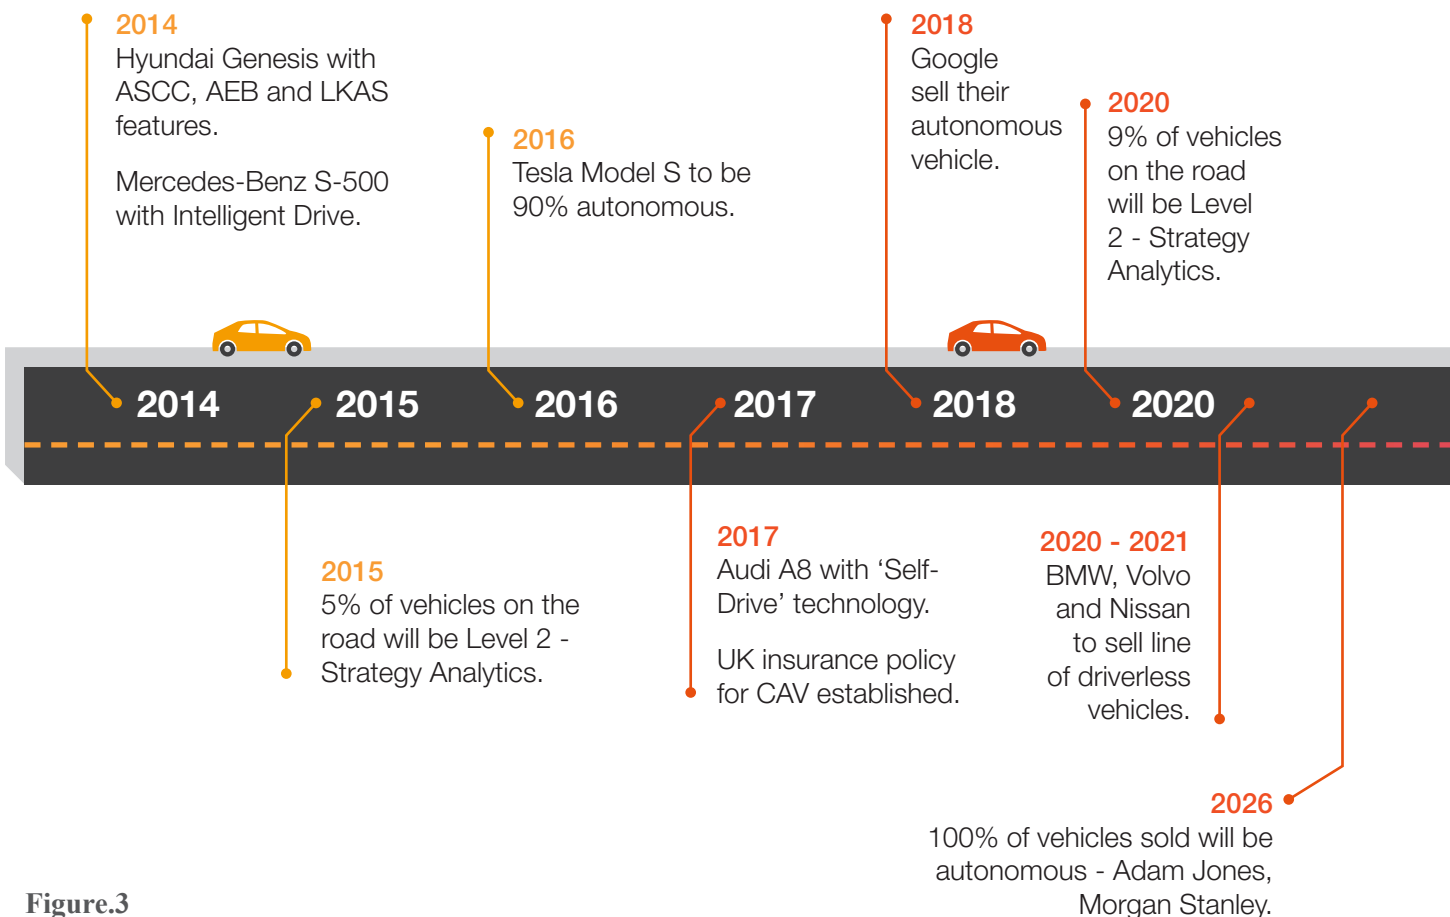 2014
Hyundai Genesis with
ASCC, AEB and LKAS
features.
Mercedes-Benz S-500
with Intelligent Drive.
2016
Tesla Model S to be
90% autonomous.
2018
Google
sell their
autonomous
vehicle.
2020
9% of vehicles
on the road
will be Level
2 - Strategy
Analytics.
2014
2015
2016
2017
2018
2020
2015
5% of vehicles on the
road will be Level 2 -
Strategy Analytics.
2017
Audi A8 with ‘Self-
Drive’ technology.
UK insurance policy
for CAV established.
2020 - 2021
BMW, Volvo
and Nissan
to sell line
of driverless
vehicles.
2026
100% of vehicles sold will be
autonomous - Adam Jones,
Morgan Stanley.
Figure.3